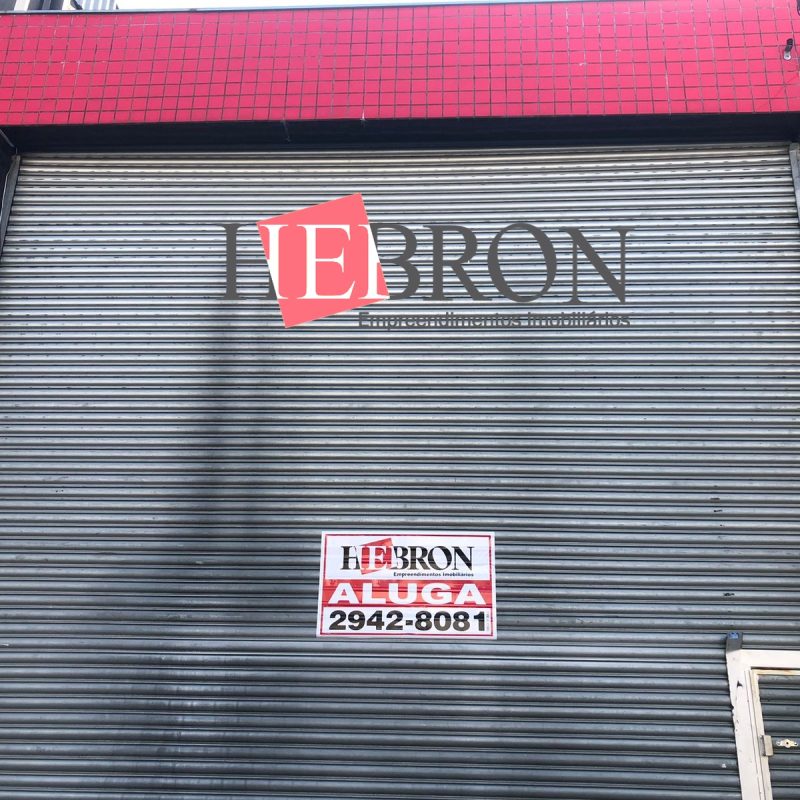 HEBRON
Empreendimentos Imobiliários
HEBRON
Empreendimentos Imobiliários
ALUGA
2942-8081